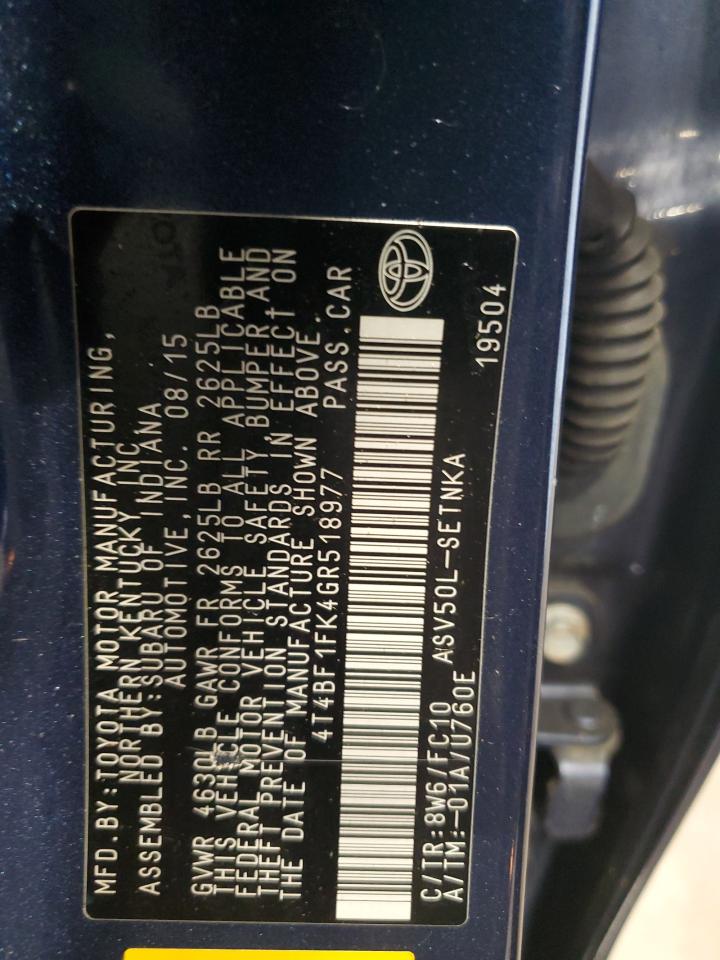 MFD. BY:TOYOTA MOTOR MANUFACTURING,
NORTHERN KENTUCKY, INC.
ASSEMBLED BY:SUBARU OF INDIANA
AUTOMOTIVE, INC. 08/15
GVWR 4630LB GAWR FR 2625LB RR 2625LB
THIS VEHICLE CONFORMS TO ALL APPLICABLE
FEDERAL MOTOR VEHICLE SAFETY, BUMPER, AND
THEFT PREVENTION STANDARDS IN EFFECT ON
THE DATE OF MANUFACTURE SHOWN ABOVE.
4T4BF1FK4GR518977 PASS.CAR
C/TR:8W6/FC10 ASV50L-SETNKA
A/TM:-01A/U760E 19504